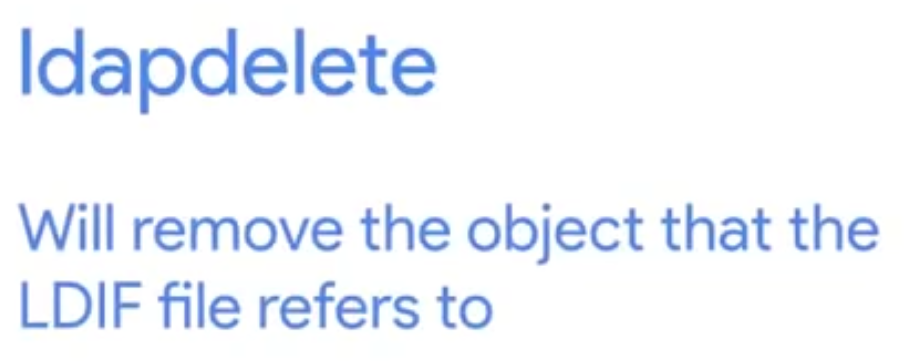 ldapdelete
Will remove the object that the
LDIF file refers to